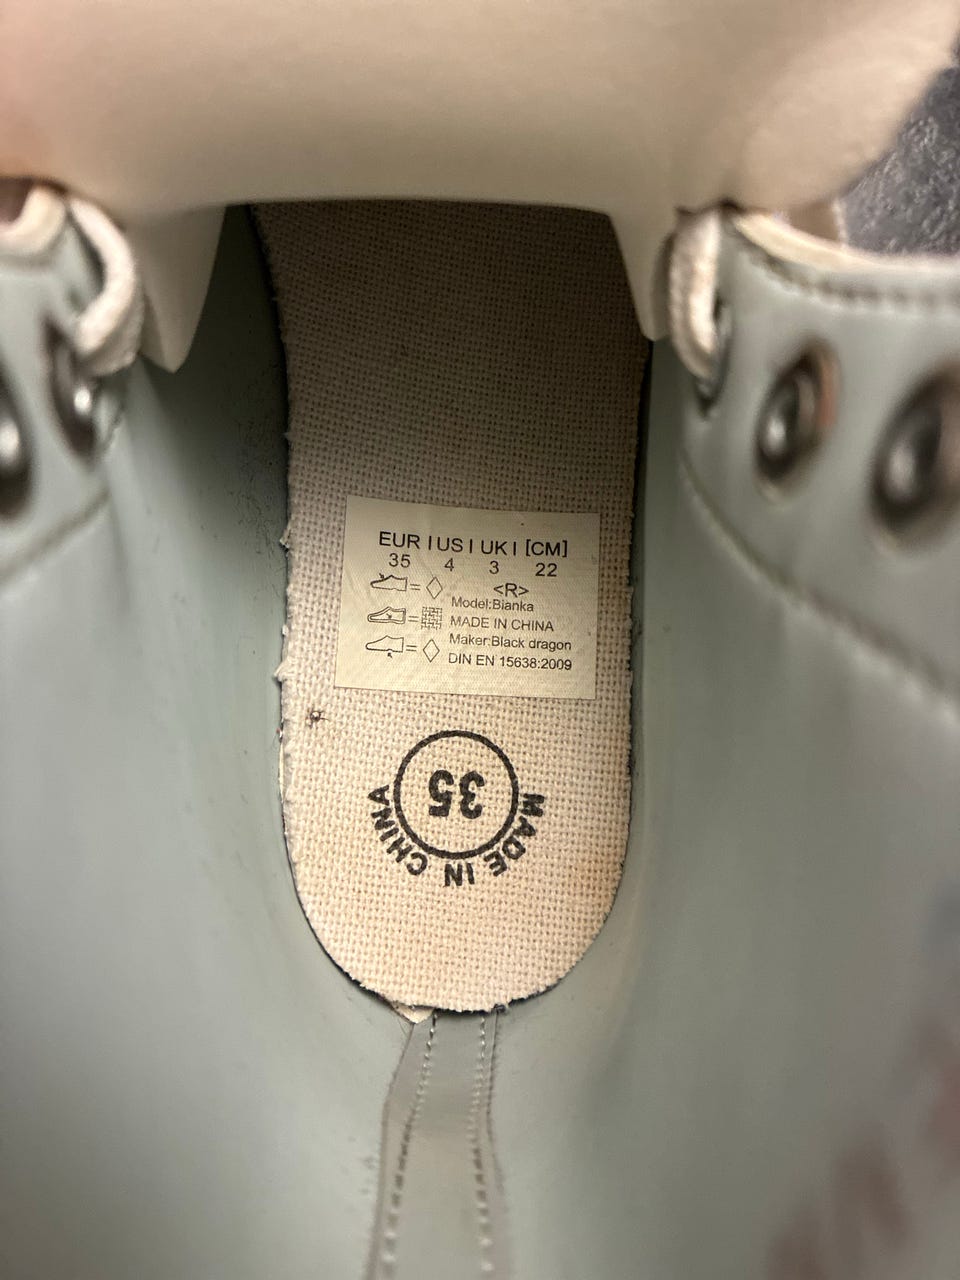 EUR | US | UK | [CM]
35 4 3 22
<R>
Model:Bianka
MADE IN CHINA
Maker:Black dragon
DIN EN 15638:2009
35
MADE IN CHINA